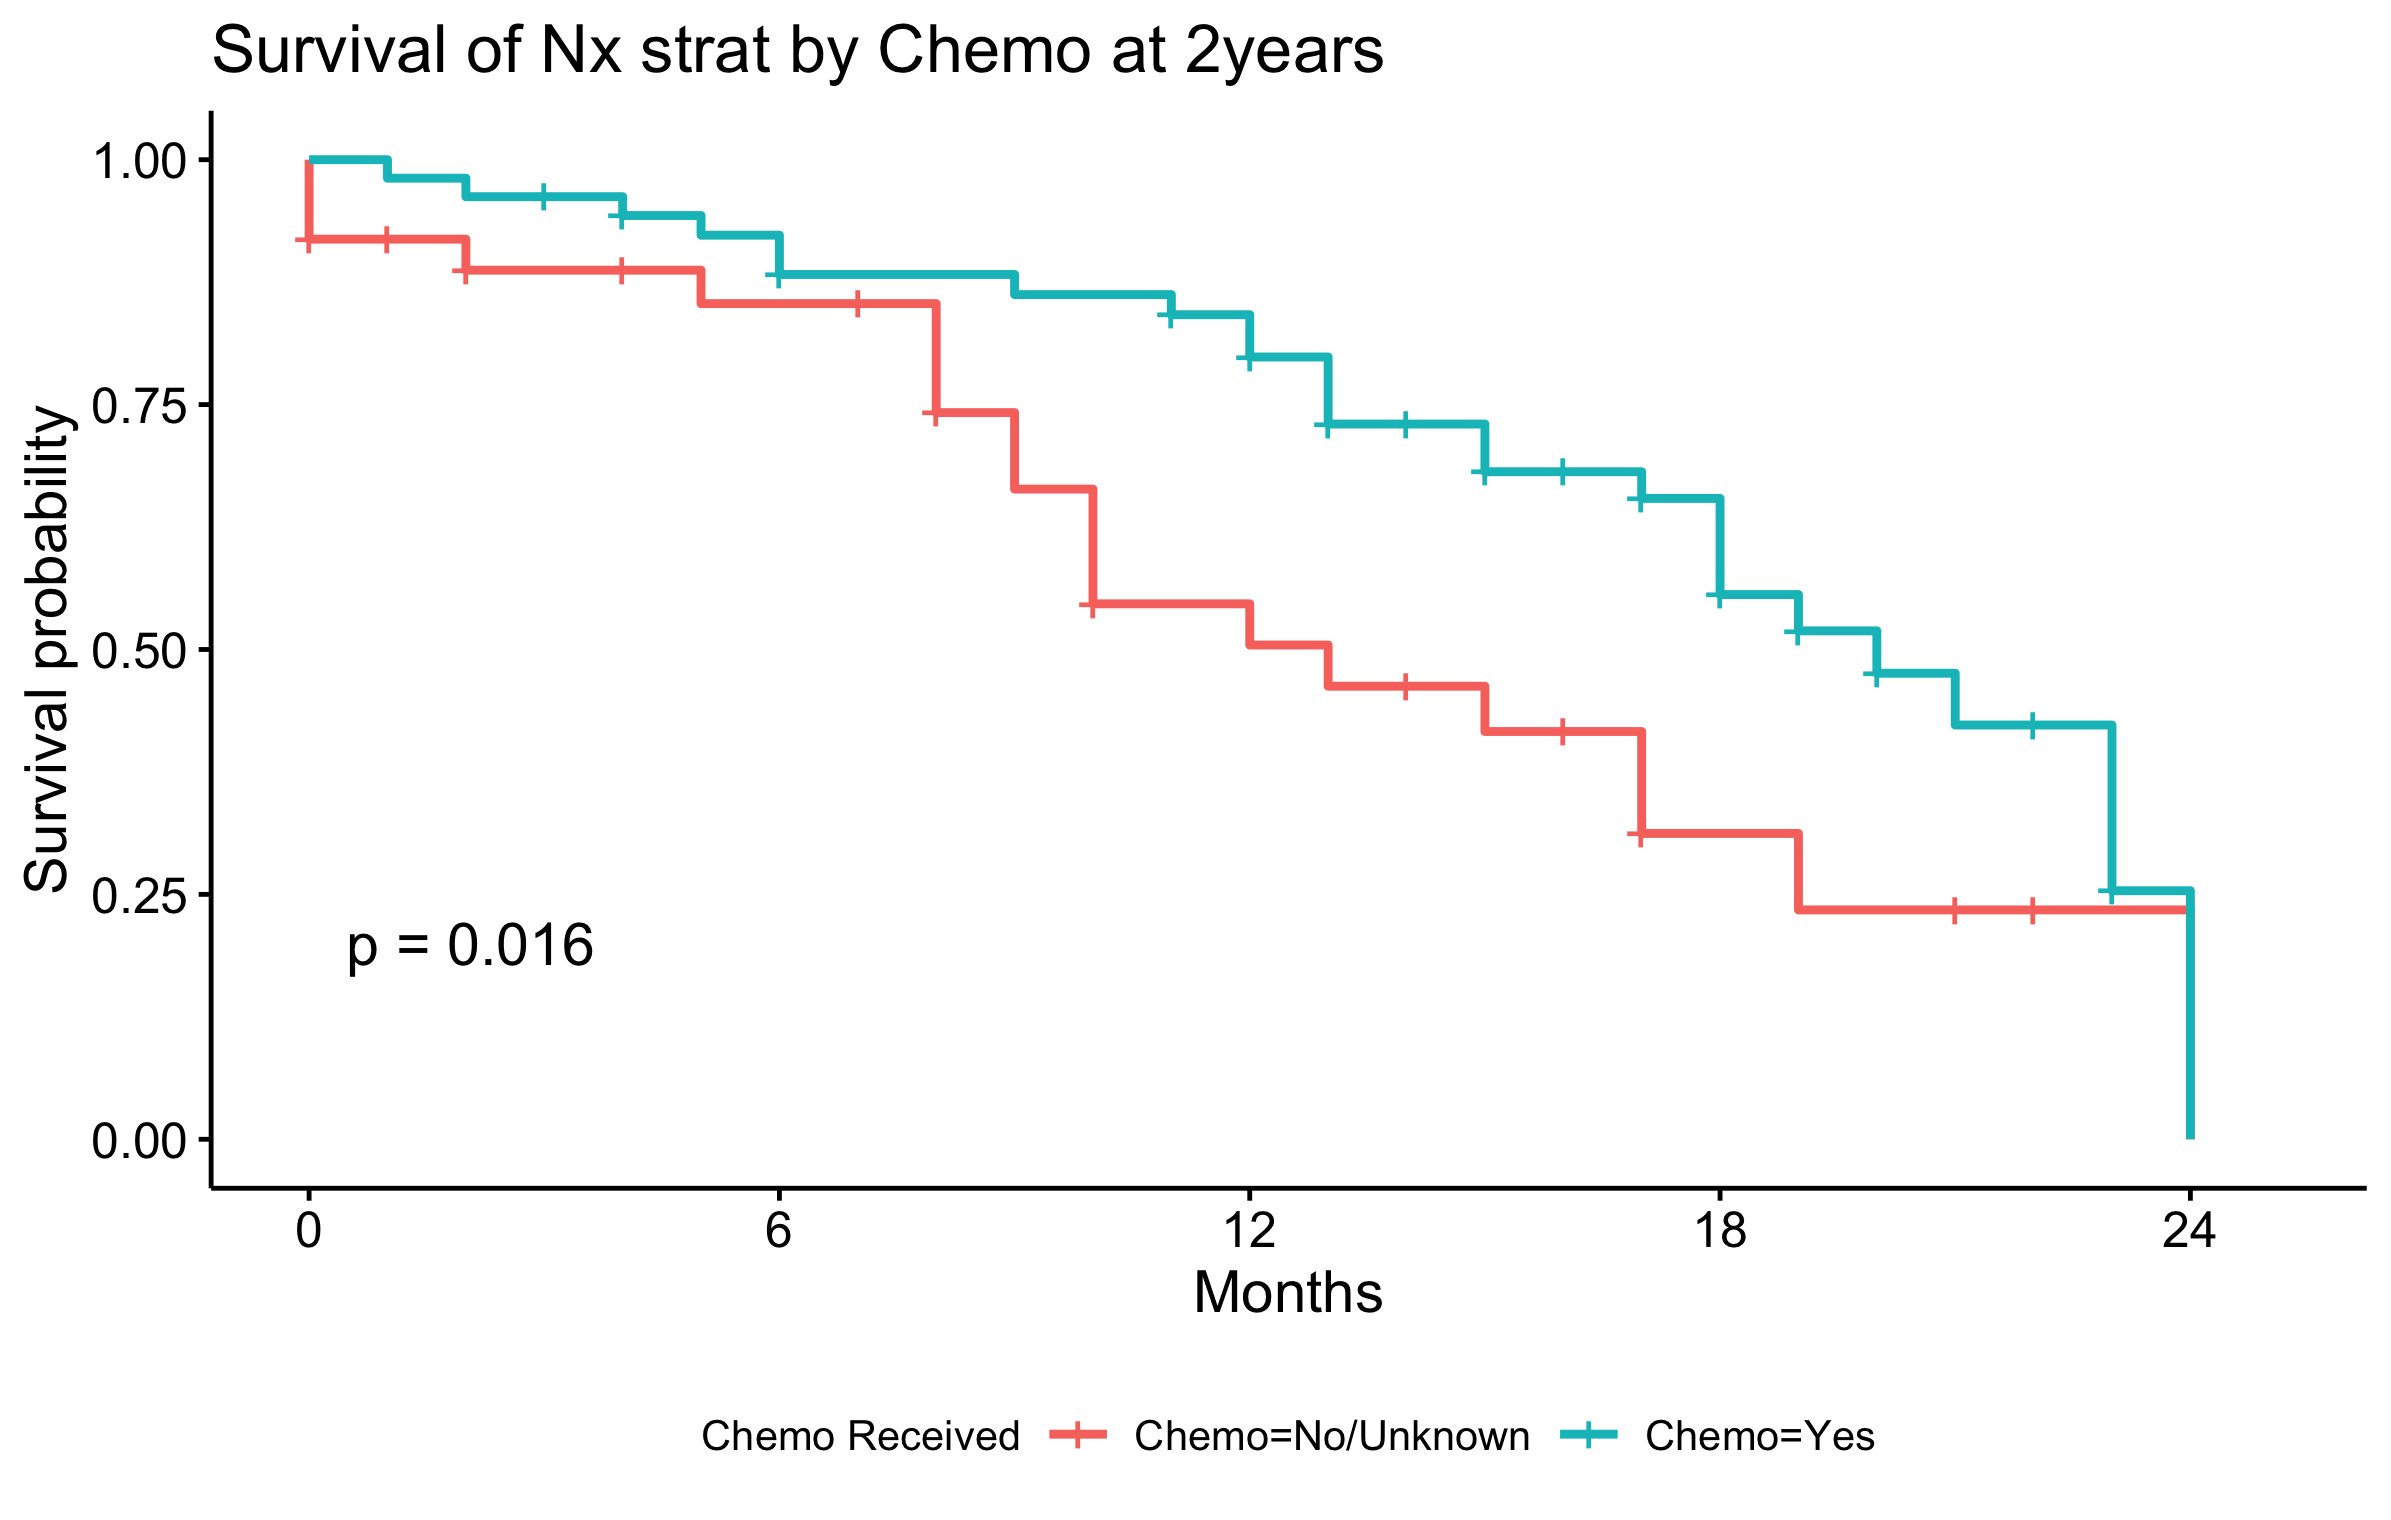 Survival of Nx strat by Chemo at 2years
Survival probability
1.00
0.75
0.50
0.25
0.00
p = 0.016
0 6 12 18 24
Months
Chemo Received Chemo=No/Unknown Chemo=Yes